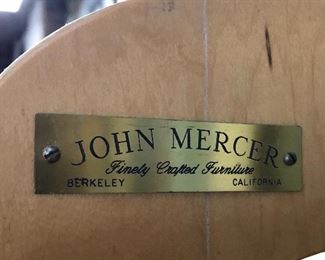 JOHN MERCER
Finely Crafted Furniture
BERKELEY CALIFORNIA